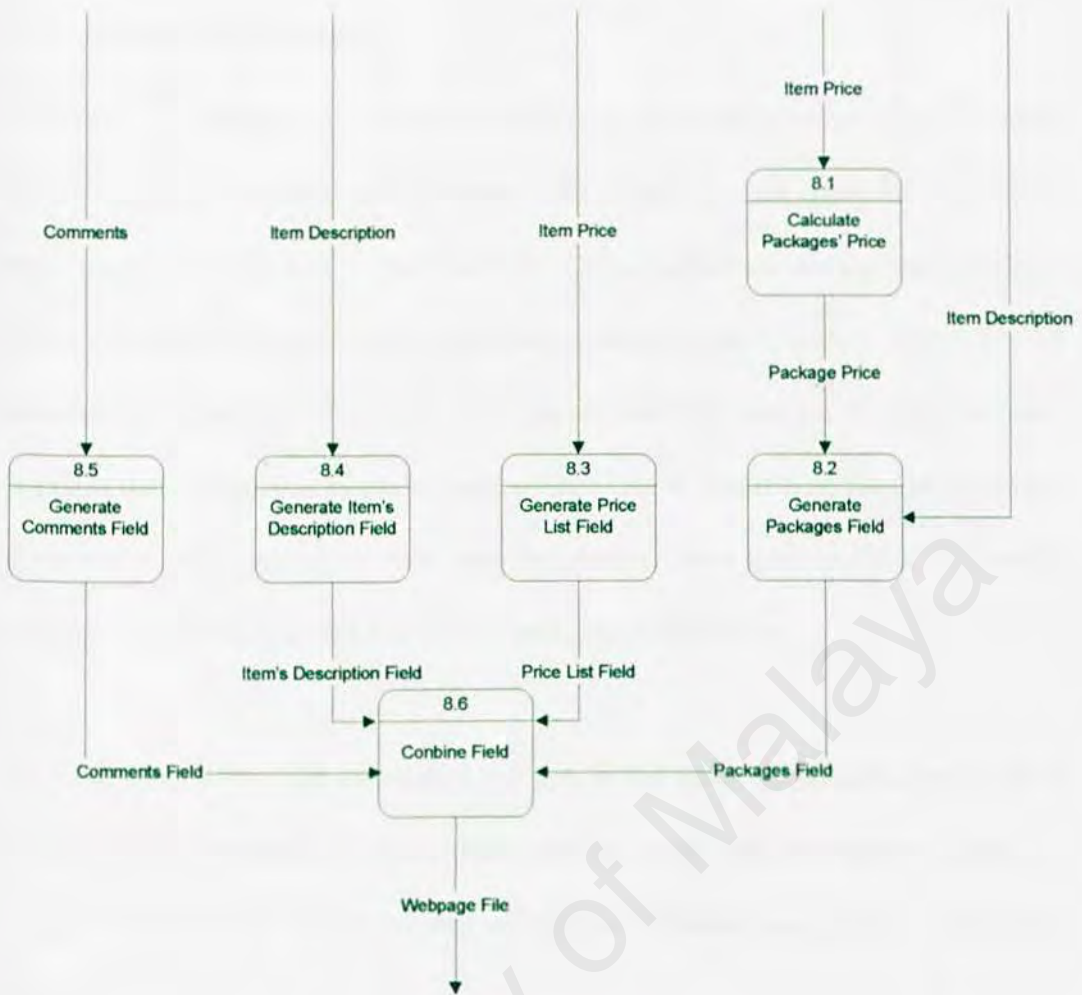 Item Price
8.1
Calculate
Packages' Price
Comments
Item Description
Item Price
Item Description
Package Price
8.5
Generate
Comments Field
8.4
Generate Item's
Description Field
8.3
Generate Price
List Field
8.2
Generate
Packages Field
Item's Description Field
Price List Field
8.6
Conbine Field
Comments Field
Packages Field
Webpage File
y of Malaya